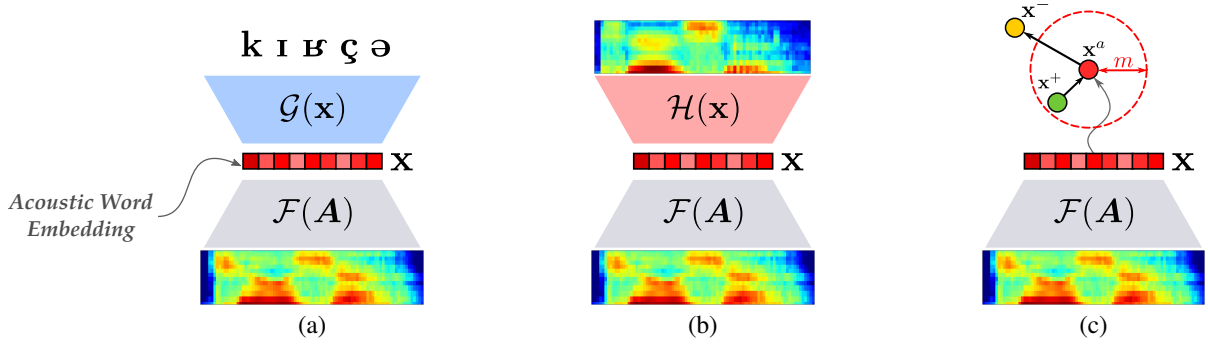 k ɪ ʁ ç ə
G(x)
x
F(A)
Acoustic Word
Embedding
(a)
H(x)
x
F(A)
(b)
x⁻
xᵃ
m
x⁺
x
F(A)
(c)